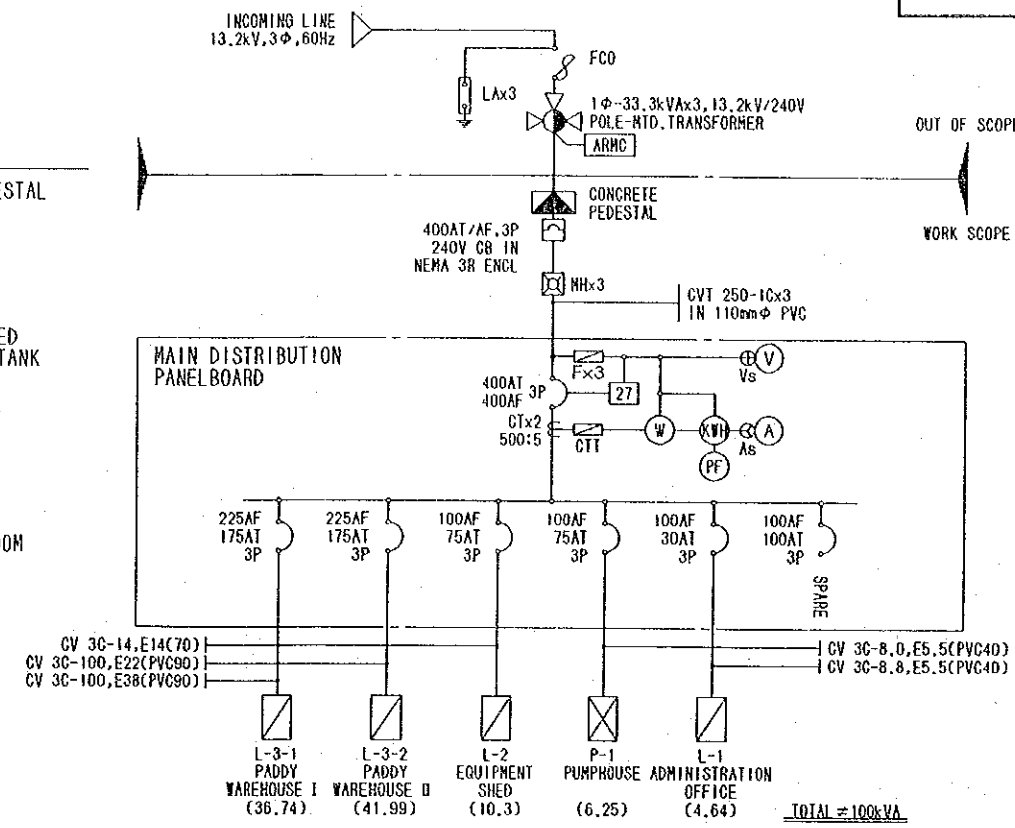 INCOMING LINE
13.2kV,3Φ,60Hz
FCO
LAx3
1Φ-33.3kVAx3,13.2kV/240V
POLE-MTD.TRANSFORMER
ARMC
OUT OF SCOPE
ESTAL
CONCRETE
PEDESTAL
WORK SCOPE
400AT/AF.3P
240V CB IN
NEMA 3R ENCL
MHx3
CVT 250-1Cx3
IN 110mmΦ PVC
ED
TANK
MAIN DISTRIBUTION
PANELBOARD
Fx3
Vs
V
400AT
400AF
3P
27
CTx2
500:5
CTT
W
KWH
As
A
PF
OOM
225AF
175AT
3P
225AF
175AT
3P
100AF
75AT
3P
100AF
75AT
3P
100AF
30AT
3P
100AF
100AT
3P
SPARE
CV 3C-14,E14(70)
CV 3C-100,E22(PVC90)
CV 3C-100,E38(PVC90)
CV 3C-8.0,E5.5(PVC40)
CV 3C-8.8,E5.5(PVC40)
L-3-1
PADDY
WAREHOUSE I
(36.74)
L-3-2
PADDY
WAREHOUSE II
(41.99)
L-2
EQUIPMENT
SHED
(10.3)
P-1
PUMPHOUSE
(6.25)
L-1
ADMINISTRATION
OFFICE
(4.64)
TOTAL ≒100kVA